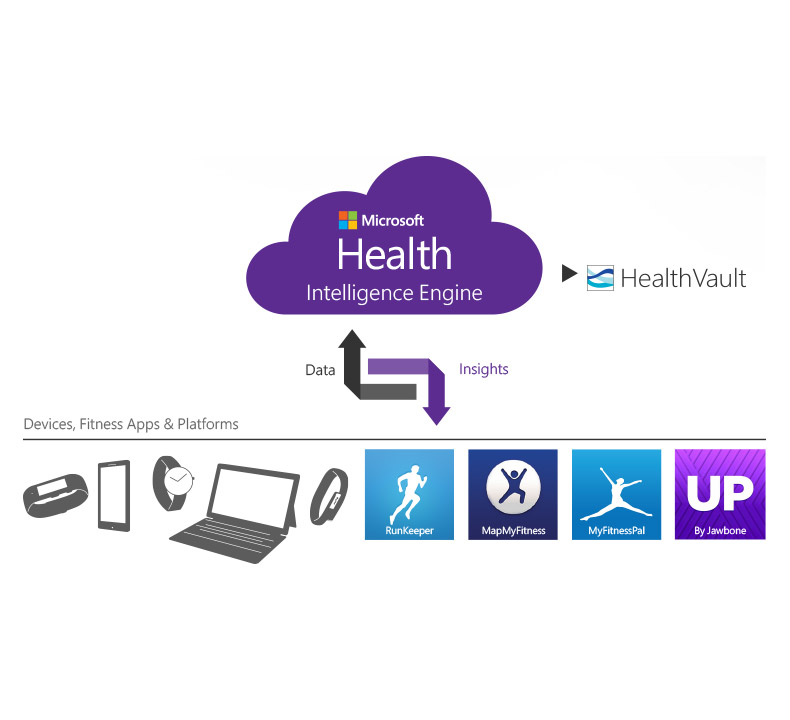 Microsoft
Health
Intelligence Engine
HealthVault
Data
Insights
Devices, Fitness Apps & Platforms
RunKeeper
MapMyFitness
MyFitnessPal
UP
By Jawbone